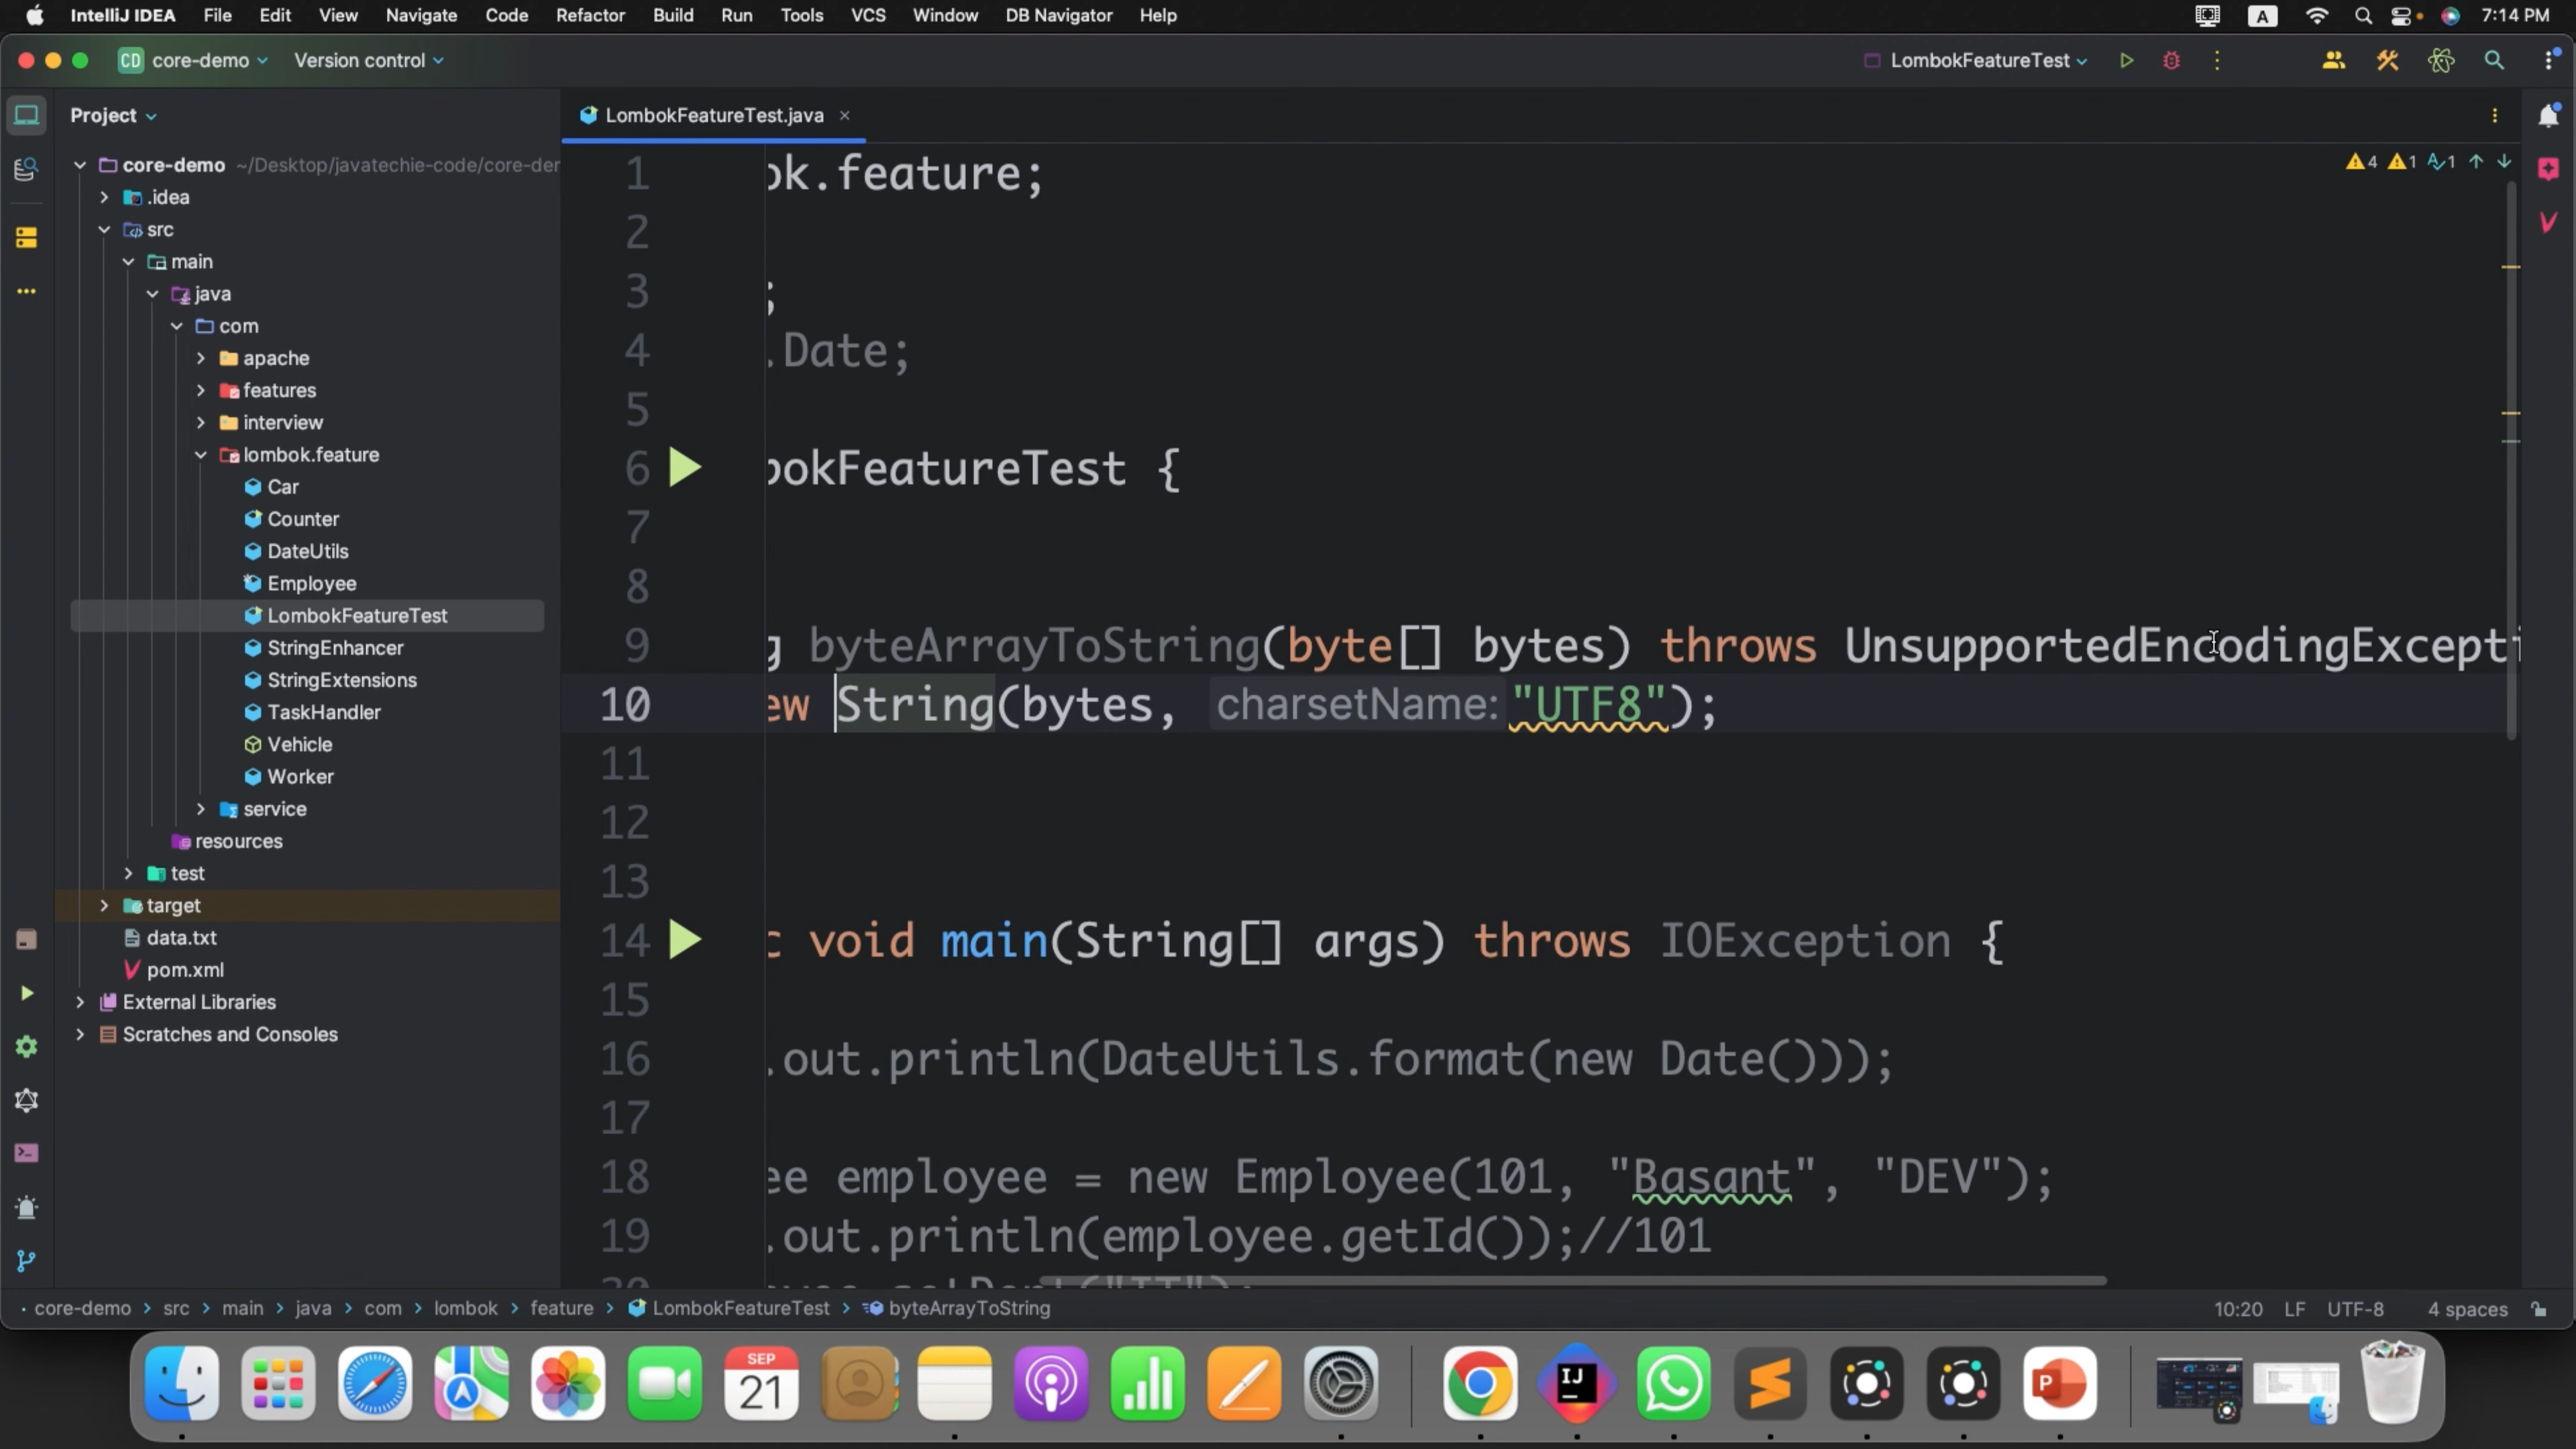 IntelliJ IDEA File Edit View Navigate Code Refactor Build Run Tools VCS Window DB Navigator Help A 7:14 PM
CD core-demo Version control LombokFeatureTest
Project
LombokFeatureTest.java
core-demo ~/Desktop/javatechie-code/core-der
.idea
src
main
java
com
apache
features
interview
lombok.feature
Car
Counter
DateUtils
Employee
LombokFeatureTest
StringEnhancer
StringExtensions
TaskHandler
Vehicle
Worker
service
resources
test
target
data.txt
pom.xml
External Libraries
Scratches and Consoles
4 1 1
1 ok.feature;
2
3 ;
4 .Date;
5
6 bokFeatureTest {
7
8
9 g byteArrayToString(byte[] bytes) throws UnsupportedEncodingExcepti
10 ew String(bytes, charsetName: "UTF8");
11
12
13
14 c void main(String[] args) throws IOException {
15
16 .out.println(DateUtils.format(new Date()));
17
18 ee employee = new Employee(101, "Basant", "DEV");
19 .out.println(employee.getId());//101
core-demo > src > main > java > com > lombok > feature > LombokFeatureTest > byteArrayToString 10:20 LF UTF-8 4 spaces
SEP
21
IJ
P